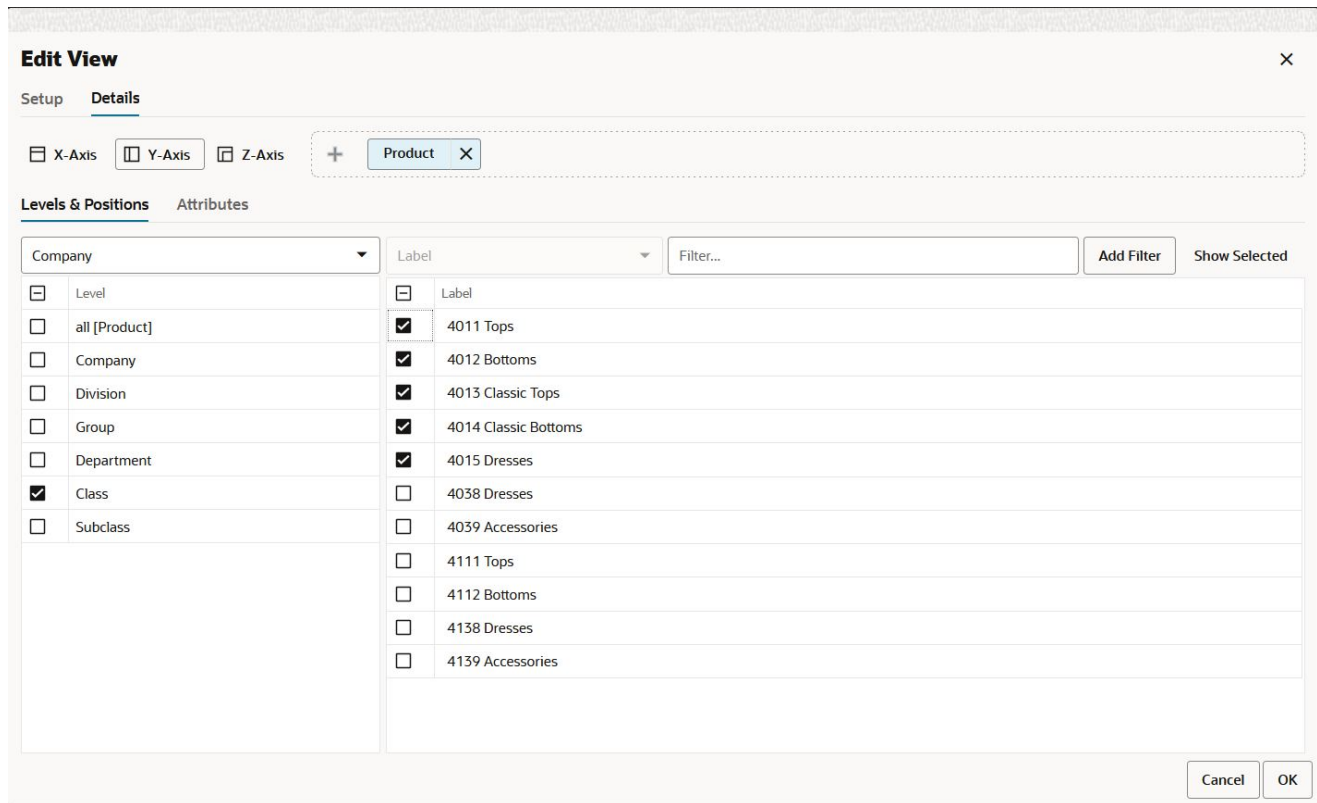 Edit View
Setup Details
X-Axis Y-Axis Z-Axis Product
Levels & Positions Attributes
Company Label Filter... Add Filter Show Selected
Level Label
all [Product] 4011 Tops
Company 4012 Bottoms
Division 4013 Classic Tops
Group 4014 Classic Bottoms
Department 4015 Dresses
Class 4038 Dresses
Subclass 4039 Accessories
4111 Tops
4112 Bottoms
4138 Dresses
4139 Accessories
Cancel OK